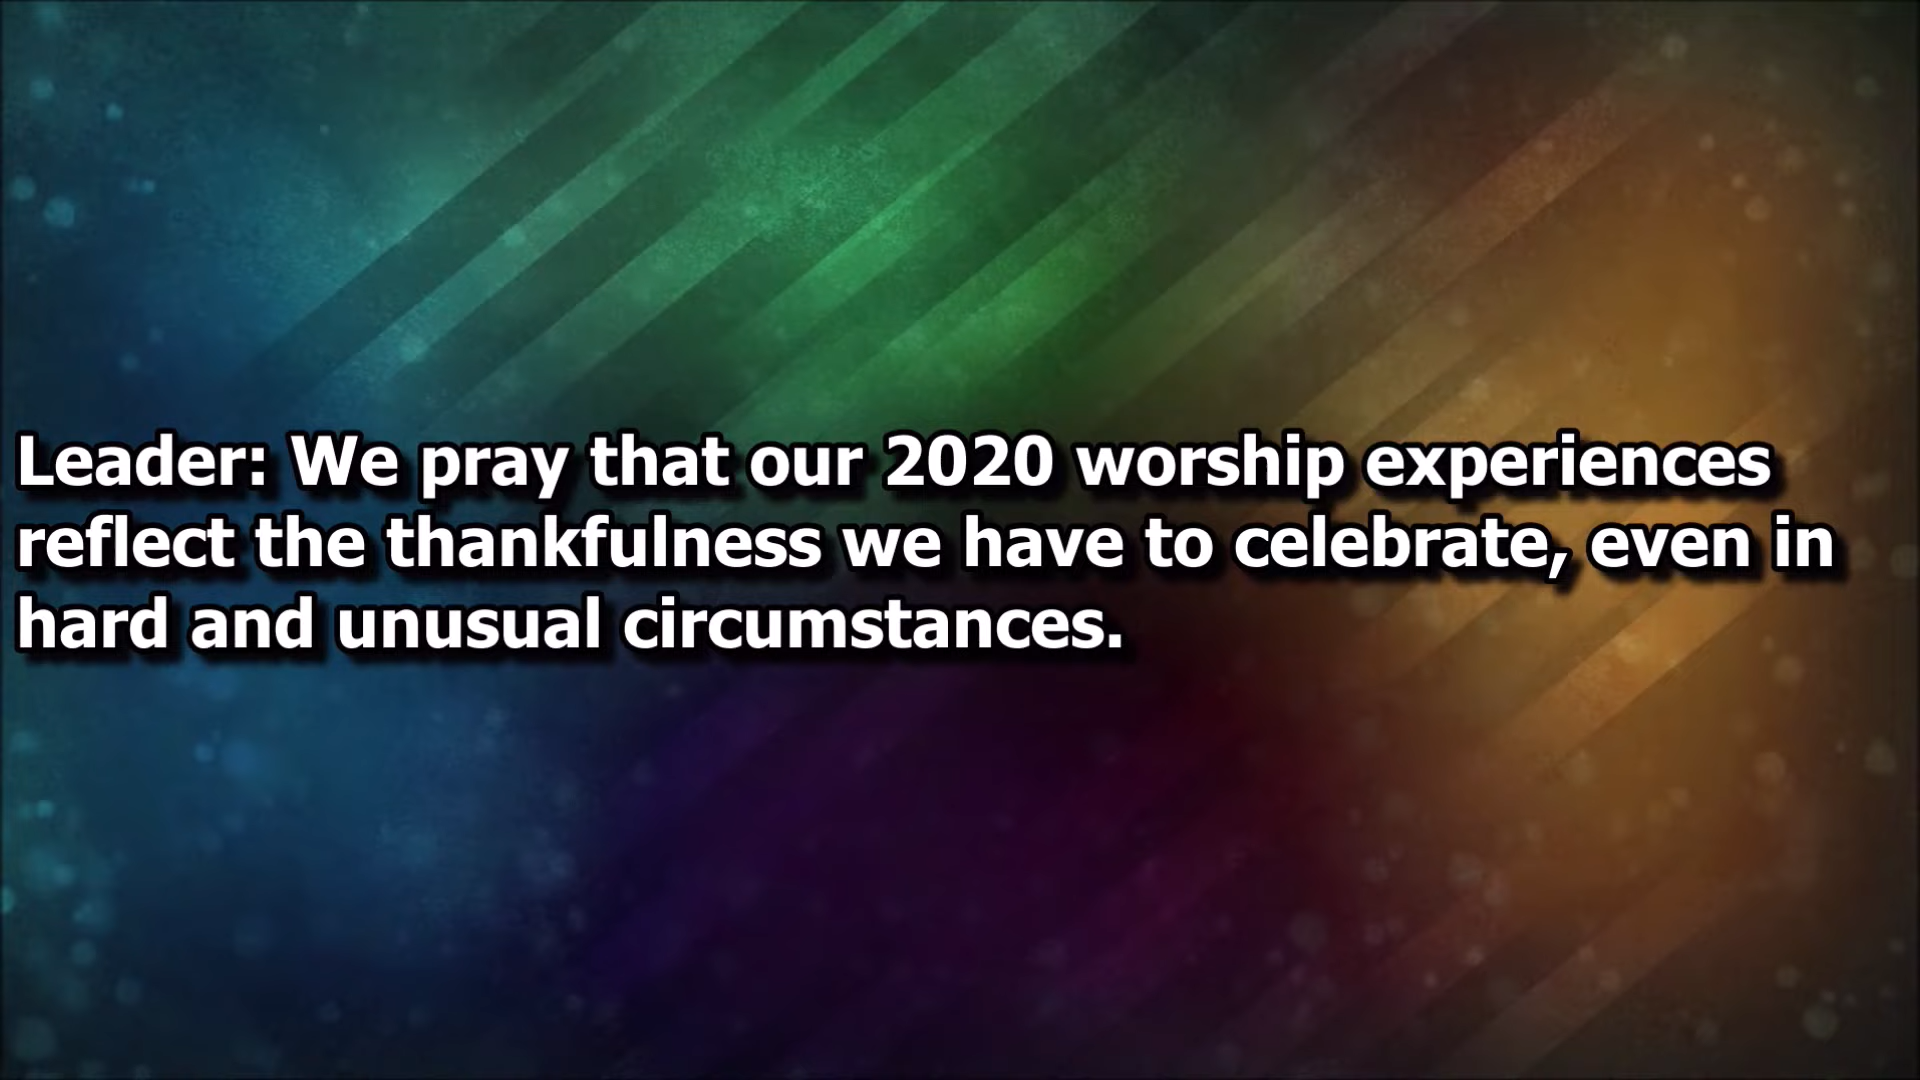 Leader: We pray that our 2020 worship experiences
reflect the thankfulness we have to celebrate, even in
hard and unusual circumstances.